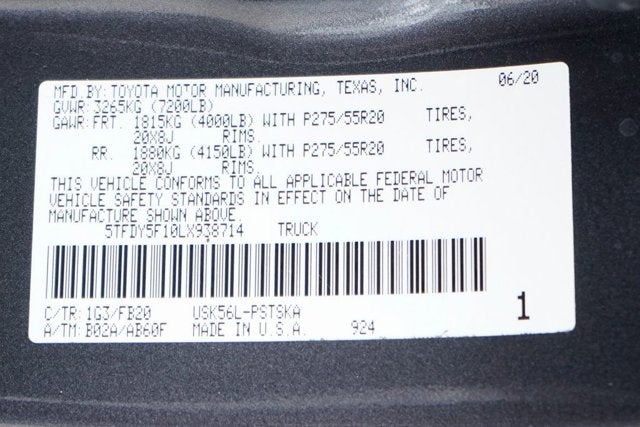 MFD.BY:TOYOTA MOTOR MANUFACTURING, TEXAS, INC. 06/20
GVWR:3265KG (7200LB)
GAWR:FRT. 1815KG (4000LB) WITH P275/55R20 TIRES,
20X8J RIMS
RR. 1880KG (4150LB) WITH P275/55R20 TIRES,
20X8J RIMS.
THIS VEHICLE CONFORMS TO ALL APPLICABLE FEDERAL MOTOR
VEHICLE SAFETY STANDARDS IN EFFECT ON THE DATE OF
MANUFACTURE SHOWN ABOVE.
5TFDY5F10LX938714 TRUCK
C/TR:1G3/FB20 USK56L-PSTSKA
A/TM:B02A/AB60F MADE IN U.S.A. 924
1